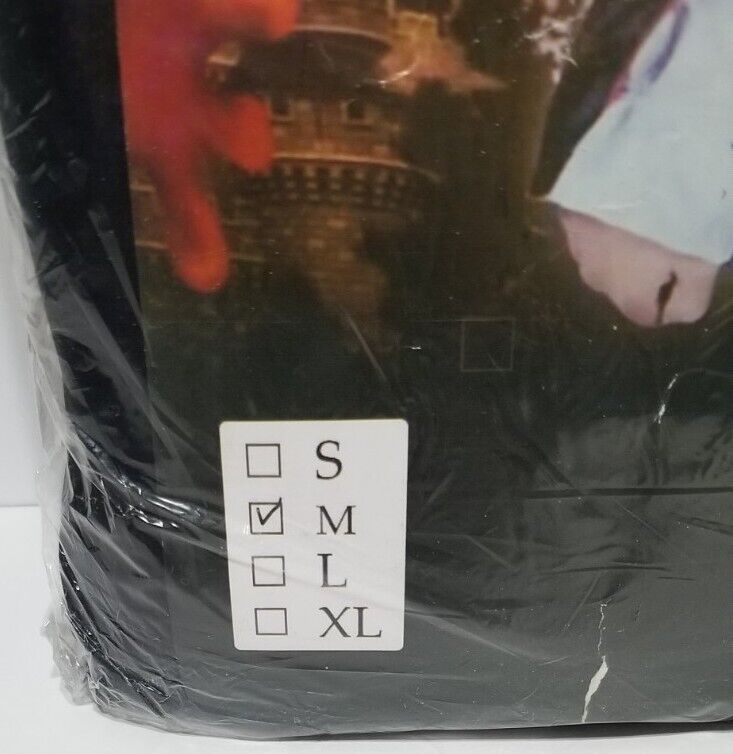 ☐ S
☑ M
☐ L
☐ XL